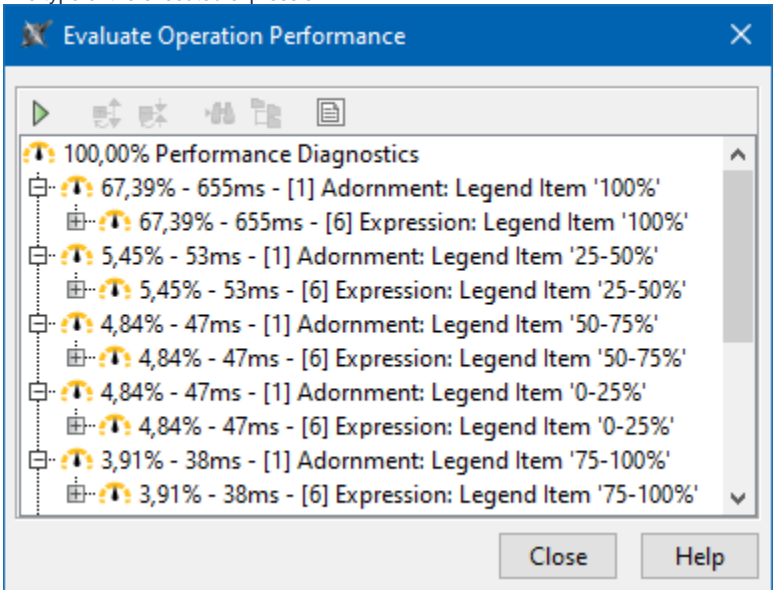 Evaluate Operation Performance
100,00% Performance Diagnostics
67,39% - 655ms - [1] Adornment: Legend Item '100%'
67,39% - 655ms - [6] Expression: Legend Item '100%'
5,45% - 53ms - [1] Adornment: Legend Item '25-50%'
5,45% - 53ms - [6] Expression: Legend Item '25-50%'
4,84% - 47ms - [1] Adornment: Legend Item '50-75%'
4,84% - 47ms - [6] Expression: Legend Item '50-75%'
4,84% - 47ms - [1] Adornment: Legend Item '0-25%'
4,84% - 47ms - [6] Expression: Legend Item '0-25%'
3,91% - 38ms - [1] Adornment: Legend Item '75-100%'
3,91% - 38ms - [6] Expression: Legend Item '75-100%'
Close Help